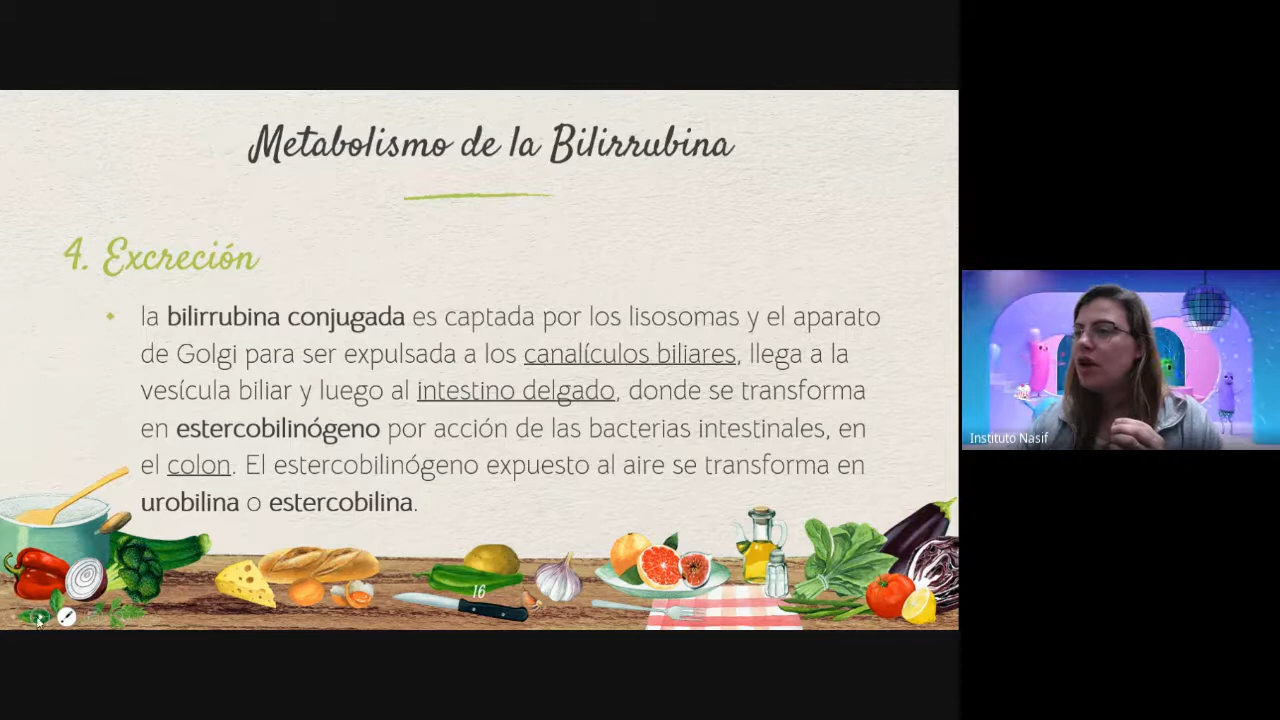 Metabolismo de la Bilirrubina
4. Excreción
la bilirrubina conjugada es captada por los lisosomas y el aparato
de Golgi para ser expulsada a los canalículos biliares, llega a la
vesícula biliar y luego al intestino delgado, donde se transforma
en estercobilinógeno por acción de las bacterias intestinales, en
el colon. El estercobilinógeno expuesto al aire se transforma en
urobilina o estercobilina.
16
Instituto Nasif